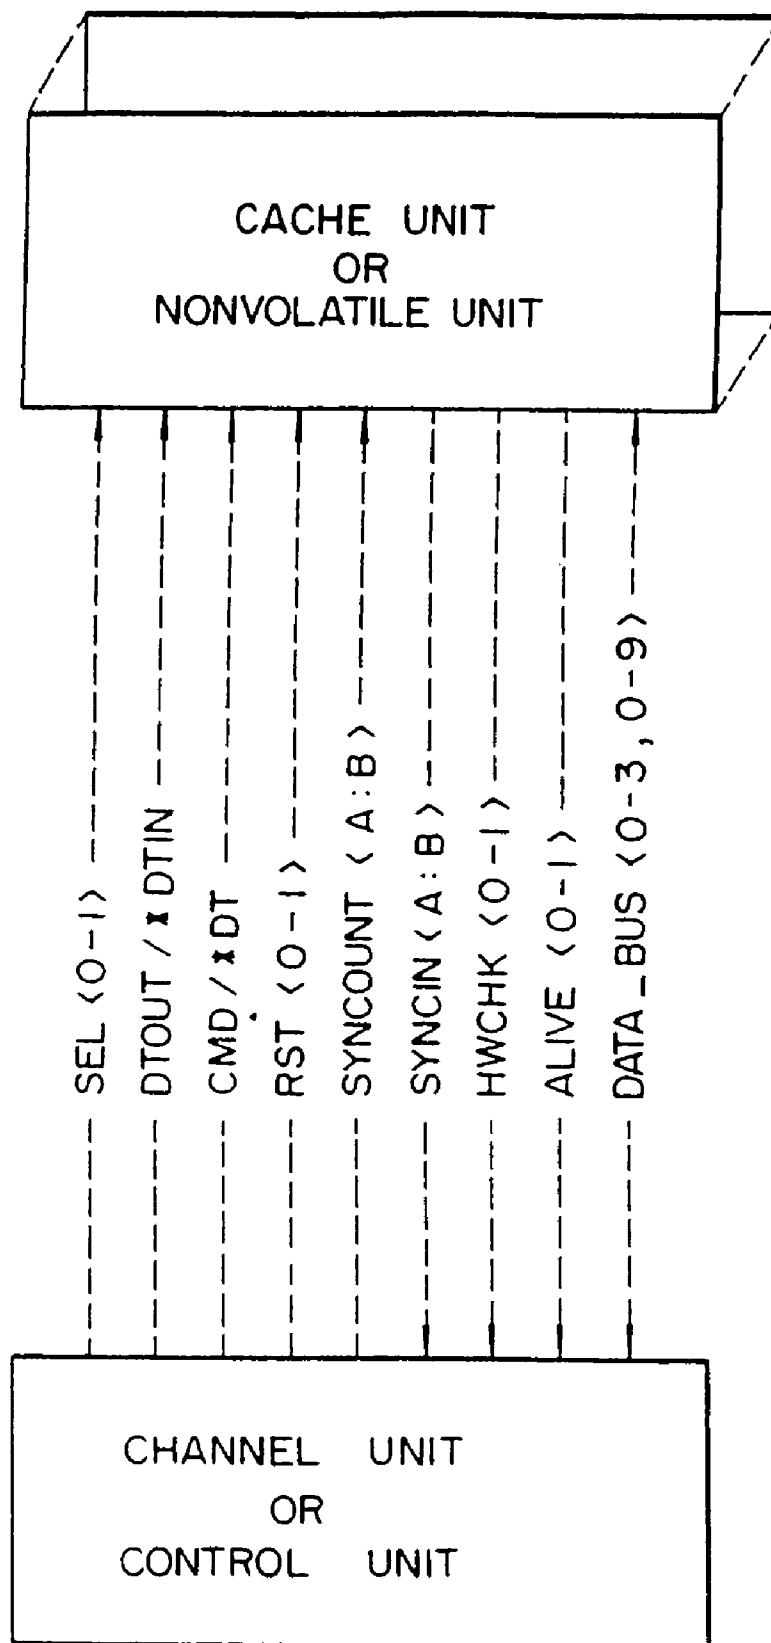 CACHE UNIT
OR
NONVOLATILE UNIT
SEL <0-1>
DTOUT / *DTIN
CMD / *DT
RST <0-1>
SYNCOUNT <A:B>
SYNCIN <A:B>
HWCHK <0-1>
ALIVE <0-1>
DATA_BUS <0-3, 0-9>
CHANNEL UNIT
OR
CONTROL UNIT